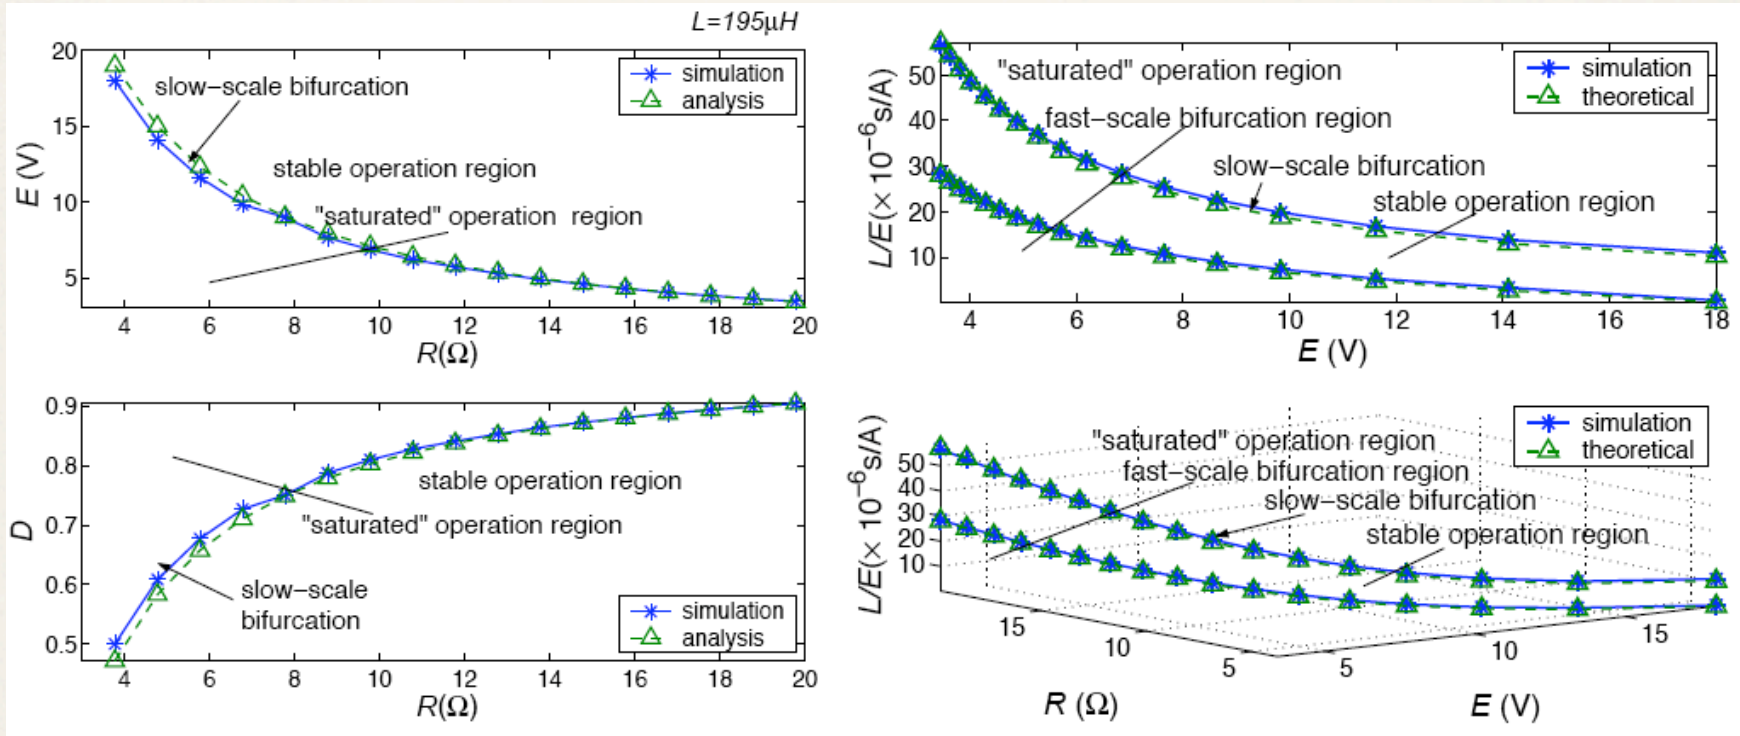 L=195µH
20
15
10
5
E (V)
slow–scale bifurcation
stable operation region
"saturated" operation region
simulation
analysis
4 6 8 10 12 14 16 18 20
R(Ω)
50
40
30
20
10
L/E(× 10⁻⁶s/A)
"saturated" operation region
fast–scale bifurcation region
slow–scale bifurcation
stable operation region
simulation
theoretical
4 6 8 10 12 14 16 18
E (V)
0.9
0.8
0.7
0.6
0.5
D
stable operation region
"saturated" operation region
slow–scale
bifurcation
simulation
analysis
4 6 8 10 12 14 16 18 20
R(Ω)
50
40
30
20
10
L/E(× 10⁻⁶s/A)
"saturated" operation region
fast–scale bifurcation region
slow–scale bifurcation
stable operation region
simulation
theoretical
15 10 5
5 10 15
R (Ω)
E (V)